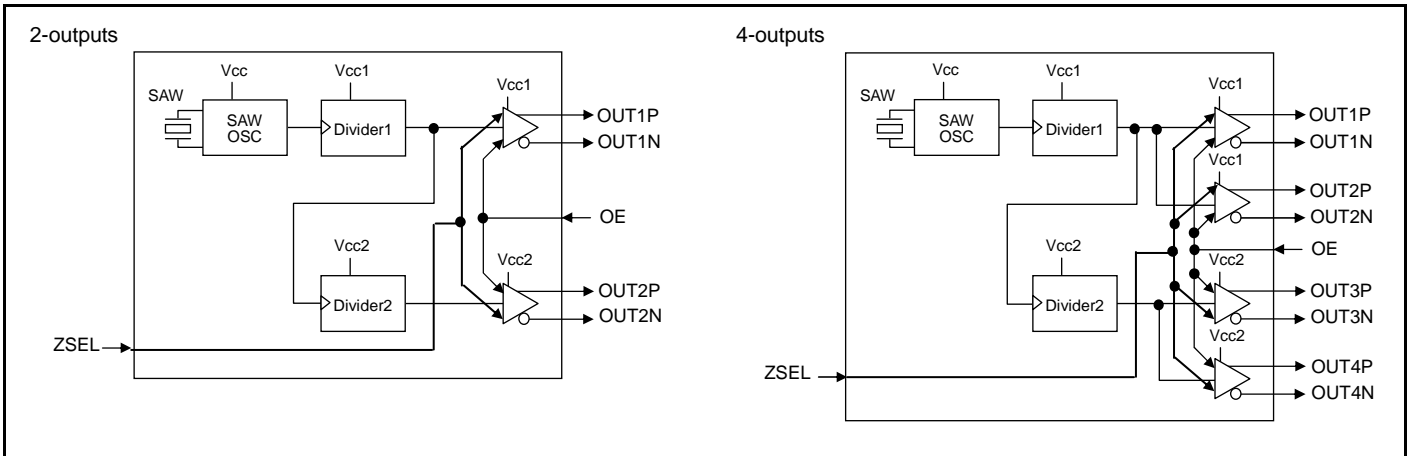 2-outputs
Vcc
Vcc1
SAW
SAW
OSC
Divider1
Vcc1
OUT1P
OUT1N
OE
Vcc2
Divider2
Vcc2
OUT2P
OUT2N
ZSEL
4-outputs
Vcc
Vcc1
SAW
SAW
OSC
Divider1
Vcc1
OUT1P
OUT1N
Vcc1
OUT2P
OUT2N
OE
Vcc2
Divider2
Vcc2
OUT3P
OUT3N
Vcc2
OUT4P
OUT4N
ZSEL